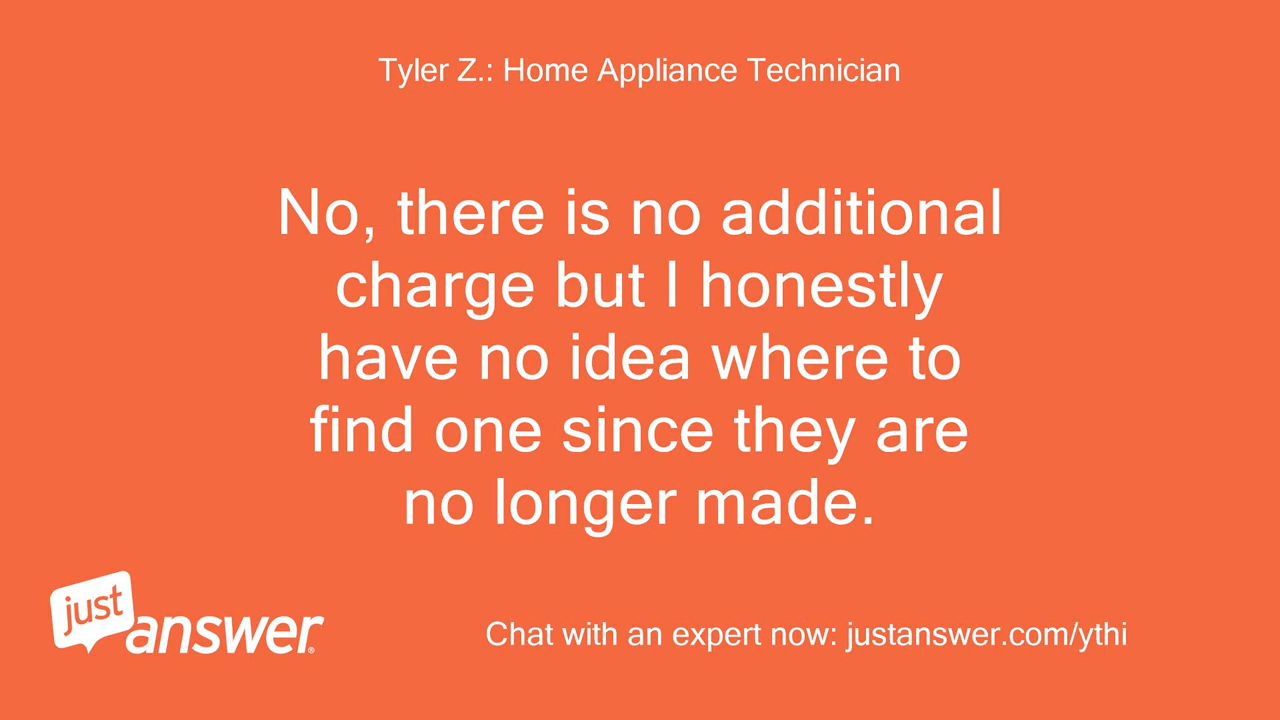 Tyler Z.: Home Appliance Technician
No, there is no additional
charge but I honestly
have no idea where to
find one since they are
no longer made.
just
answer®
Chat with an expert now: justanswer.com/ythi